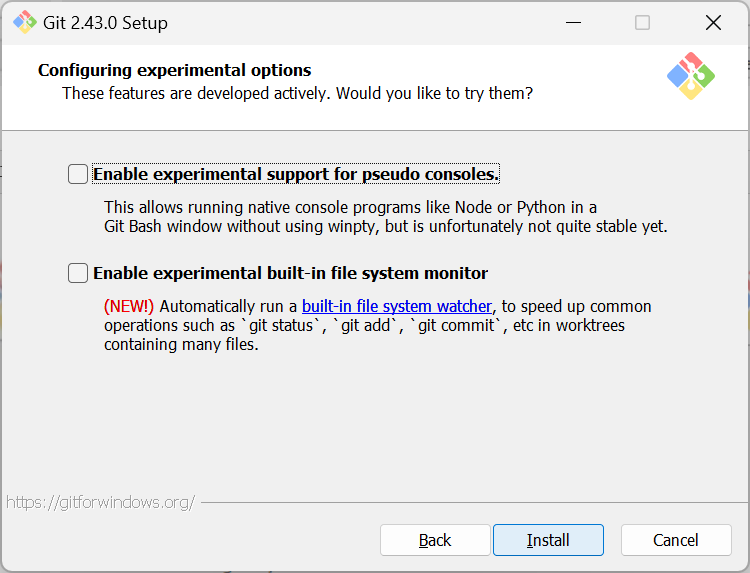 Git 2.43.0 Setup
Configuring experimental options
These features are developed actively. Would you like to try them?
Enable experimental support for pseudo consoles.
This allows running native console programs like Node or Python in a
Git Bash window without using winpty, but is unfortunately not quite stable yet.
Enable experimental built-in file system monitor
(NEW!) Automatically run a built-in file system watcher, to speed up common
operations such as `git status`, `git add`, `git commit`, etc in worktrees
containing many files.
https://gitforwindows.org/
Back
Install
Cancel